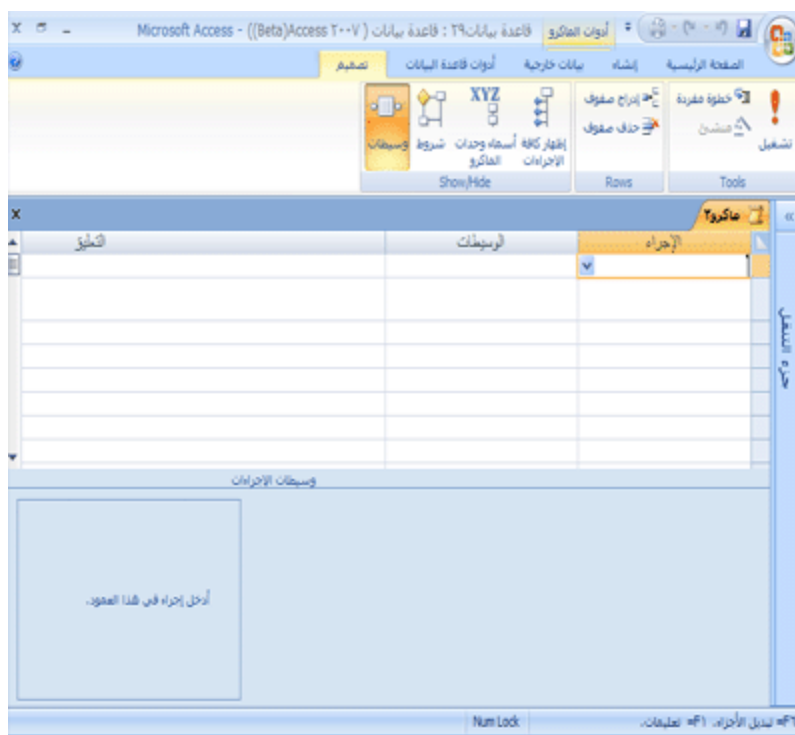 أدوات الماكرو قاعدة بيانات٢٩ : قاعدة بيانات ( Access ٢٠٠٧(Beta)) - Microsoft Access
الصفحة الرئيسية إنشاء بيانات خارجية أدوات قاعدة البيانات تصميم
تشغيل
خطوة مفردة
منشئ
Tools
إدراج صفوف
حذف صفوف
Rows
إظهار كافة الإجراءات
أسماء وحدات الماكرو
شروط
وسيطات
Show/Hide
ماكرو٢
الإجراء الوسيطات التعليق
جزء التنقل
وسيطات الإجراءات
أدخل إجراء في هذا العمود.
F٦= تبديل الأجزاء. F١= تعليمات. Num Lock